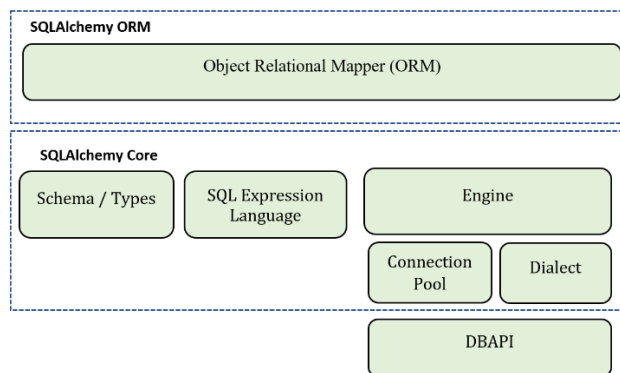 SQLAlchemy ORM
Object Relational Mapper (ORM)
SQLAlchemy Core
Schema / Types
SQL Expression
Language
Engine
Connection
Pool
Dialect
DBAPI